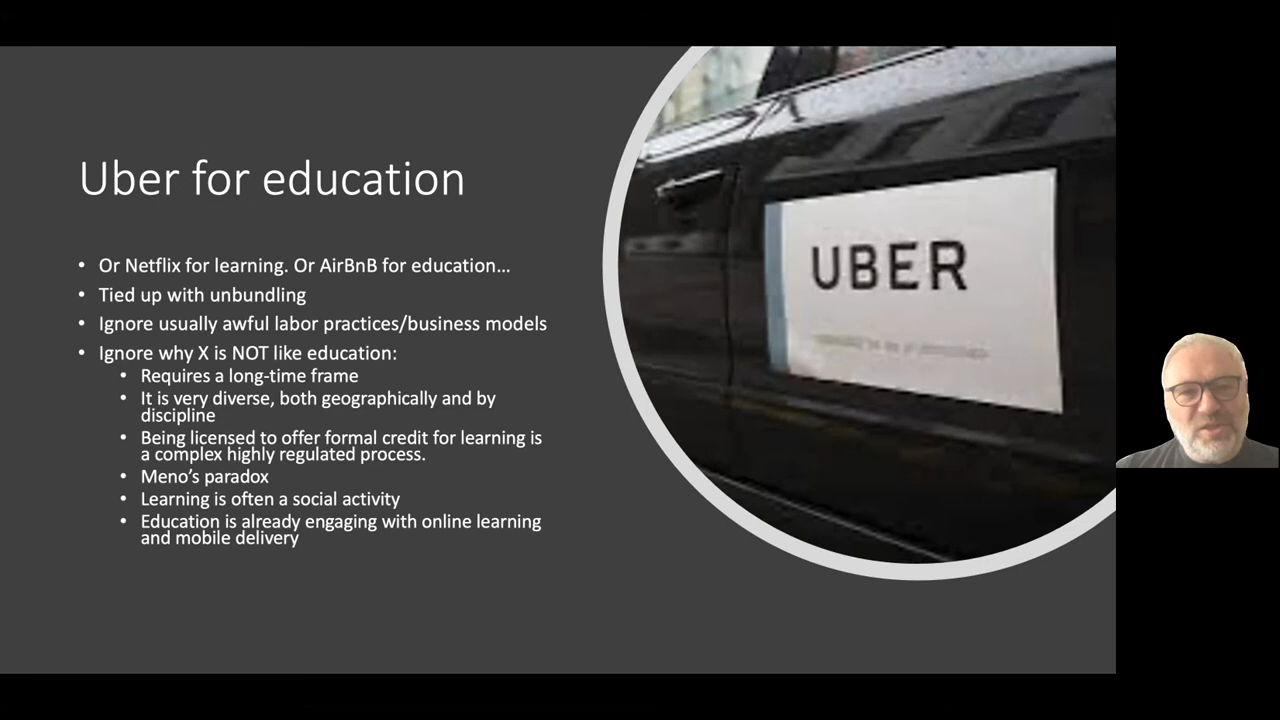 Uber for education
• Or Netflix for learning. Or AirBnB for education…
• Tied up with unbundling
• Ignore usually awful labor practices/business models
• Ignore why X is NOT like education:
• Requires a long-time frame
• It is very diverse, both geographically and by
discipline
• Being licensed to offer formal credit for learning is
a complex highly regulated process.
• Meno’s paradox
• Learning is often a social activity
• Education is already engaging with online learning
and mobile delivery
UBER